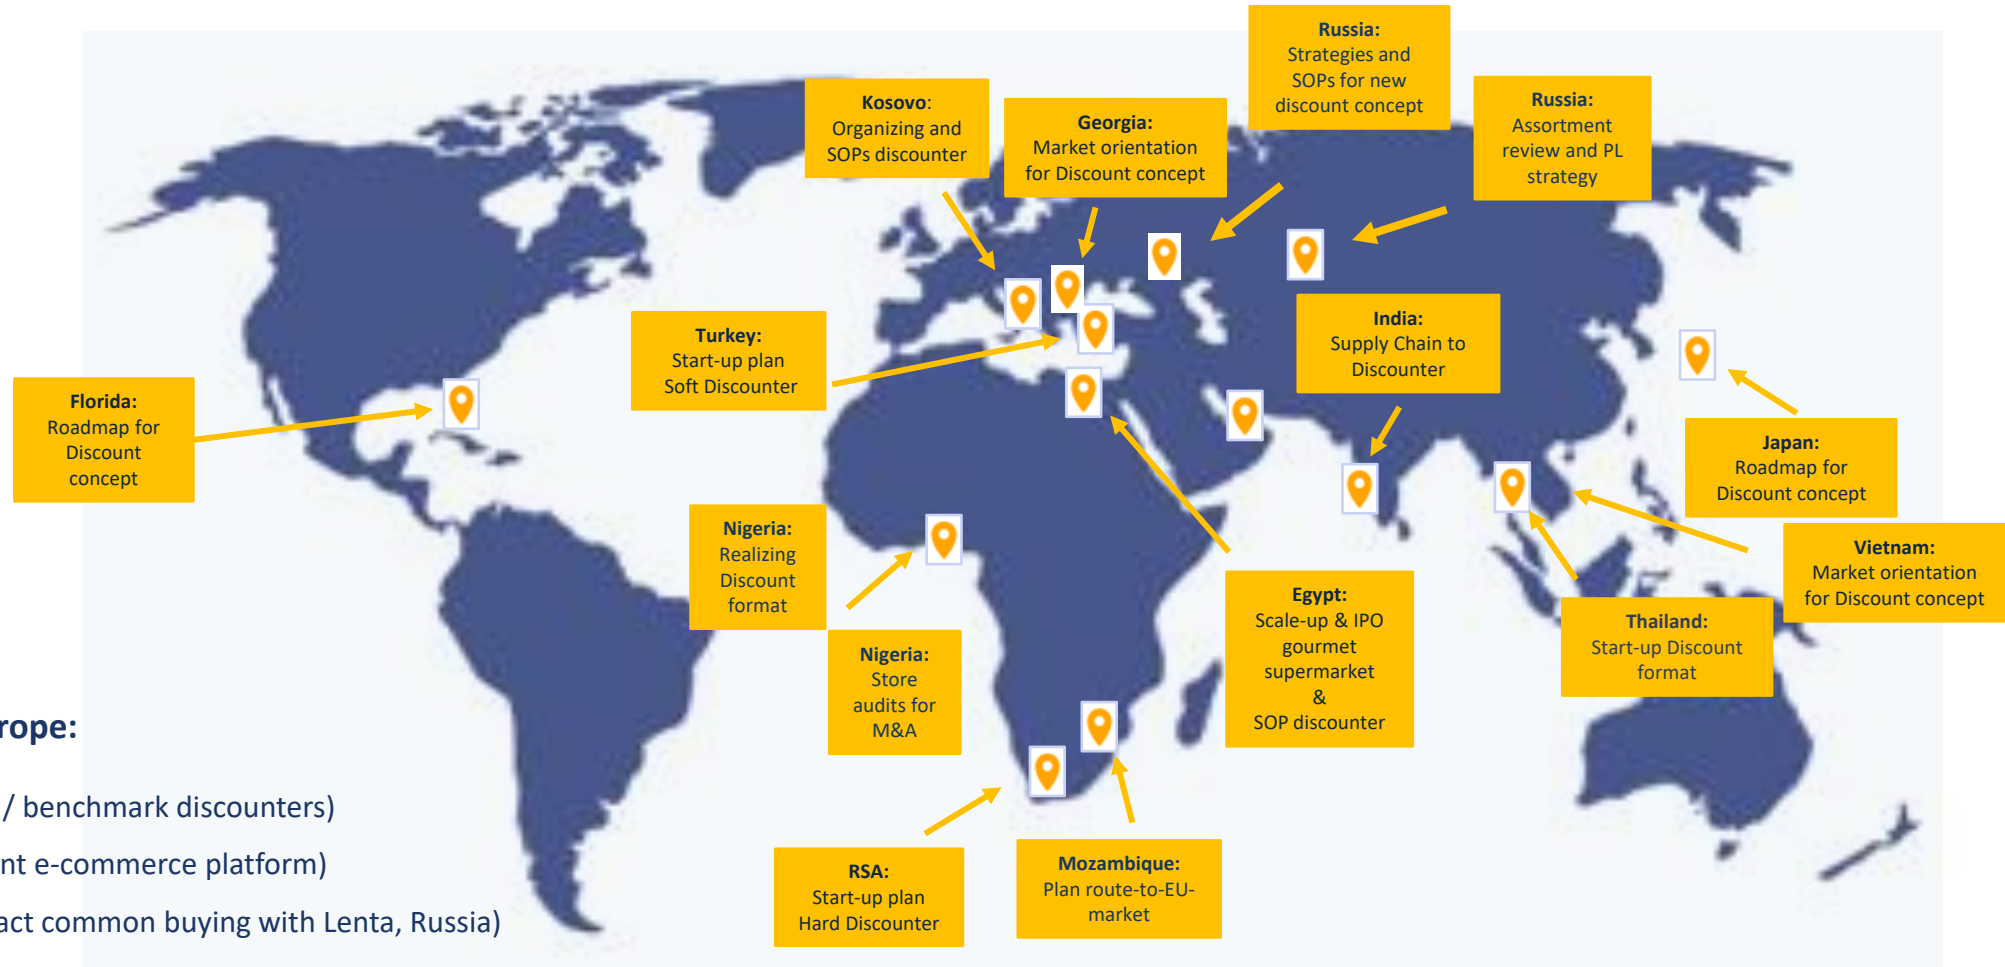 Russia:
Strategies and
SOPs for new
discount concept
Russia:
Assortment
review and PL
strategy
Kosovo:
Organizing and
SOPs discounter
Georgia:
Market orientation
for Discount concept
Turkey:
Start-up plan
Soft Discounter
India:
Supply Chain to
Discounter
Florida:
Roadmap for
Discount
concept
Japan:
Roadmap for
Discount concept
Nigeria:
Realizing
Discount
format
Vietnam:
Market orientation
for Discount concept
Egypt:
Scale-up & IPO
gourmet
supermarket
&
SOP discounter
Thailand:
Start-up Discount
format
Nigeria:
Store
audits for
M&A
RSA:
Start-up plan
Hard Discounter
Mozambique:
Plan route-to-EU-
market
rope:
/ benchmark discounters)
nt e-commerce platform)
act common buying with Lenta, Russia)